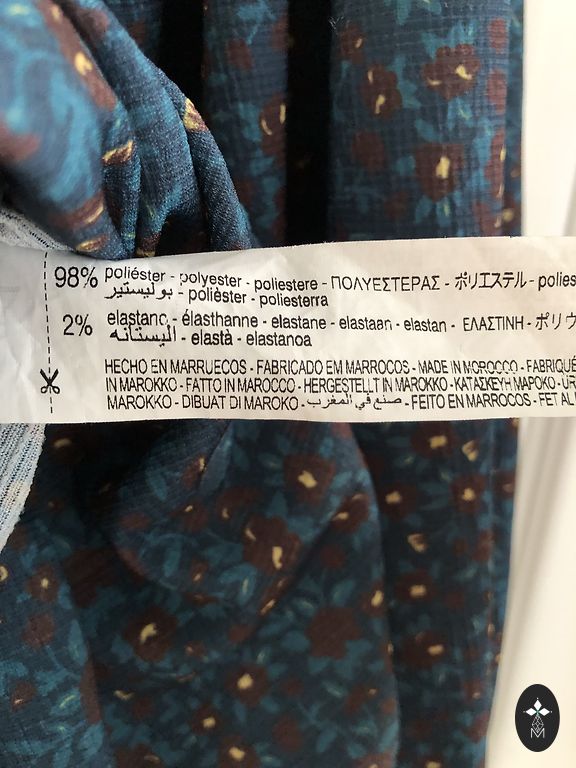 98% poliéster - polyester - poliestere - ΠΟΛΥΕΣΤΕΡΑΣ - ポリエステル - polies
بوليستير - polièster - poliesterra
2% elastano - élasthanne - elastane - elastaan - elastan - ΕΛΑΣΤΙΝΗ - ポリウ
أليستانه - elastà - elastanoa
HECHO EN MARRUECOS - FABRICADO EM MARROCOS - MADE IN MOROCCO - FABRIQUÉ
IN MAROKKO - FATTO IN MAROCCO - HERGESTELLT IN MAROKKO - ΚΑΤΑΣΚΕΥΗ ΜΑΡΟΚΟ - UR
MAROKKO - DIBUAT DI MAROKO - صنع في المغرب - FEITO EN MARROCOS - FET AL